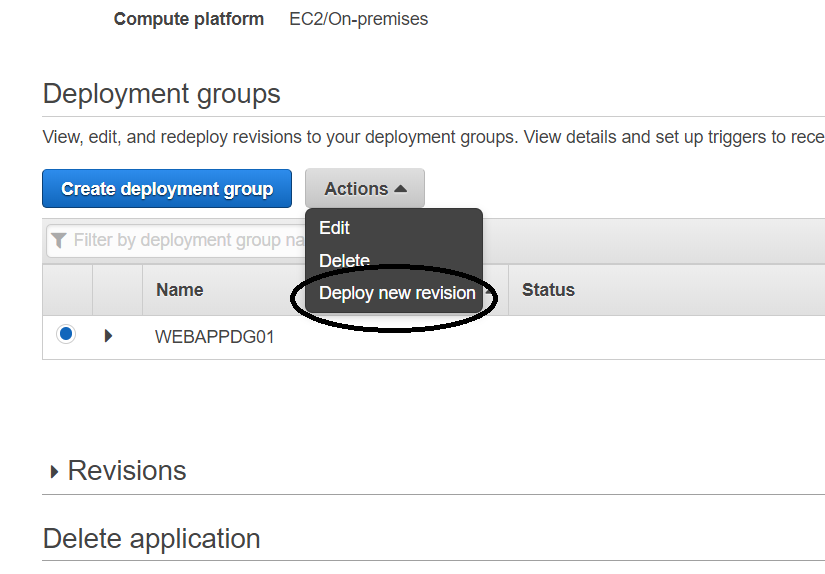 Compute platform EC2/On-premises
Deployment groups
View, edit, and redeploy revisions to your deployment groups. View details and set up triggers to rece
Create deployment group Actions
Edit
Filter by deployment group na
Delete
Name Deploy new revision Status
WEBAPPDG01
Revisions
Delete application